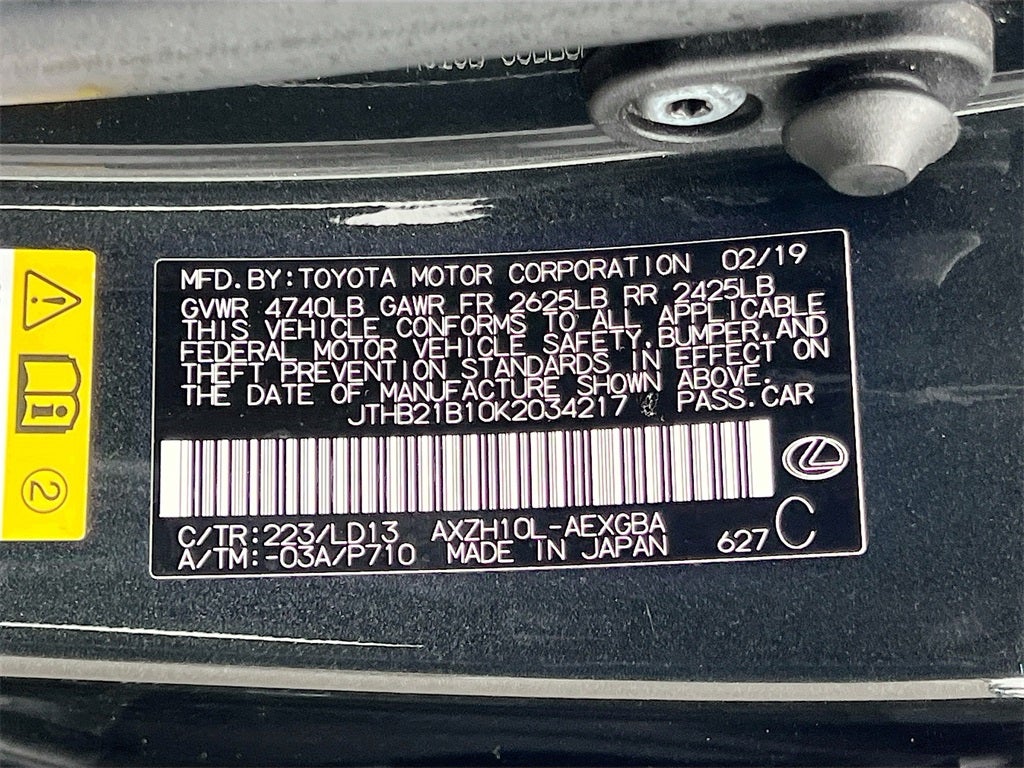 MFD.BY:TOYOTA MOTOR CORPORATION 02/19
GVWR 4740LB GAWR FR 2625LB RR 2425LB
THIS VEHICLE CONFORMS TO ALL APPLICABLE
FEDERAL MOTOR VEHICLE SAFETY,BUMPER,AND
THEFT PREVENTION STANDARDS IN EFFECT ON
THE DATE OF MANUFACTURE SHOWN ABOVE.
JTHB21B10K2034217 PASS.CAR
C/TR:223/LD13 AXZH10L-AEXGBA
A/TM:-03A/P710 MADE IN JAPAN 627 C
2